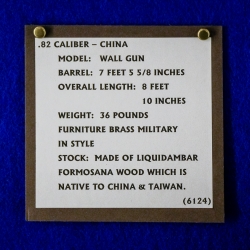 .82 CALIBER – CHINA
MODEL: WALL GUN
BARREL: 7 FEET 5 5/8 INCHES
OVERALL LENGTH: 8 FEET
10 INCHES
WEIGHT: 36 POUNDS
FURNITURE BRASS MILITARY
IN STYLE
STOCK: MADE OF LIQUIDAMBAR
FORMOSANA WOOD WHICH IS
NATIVE TO CHINA & TAIWAN.
(6124)